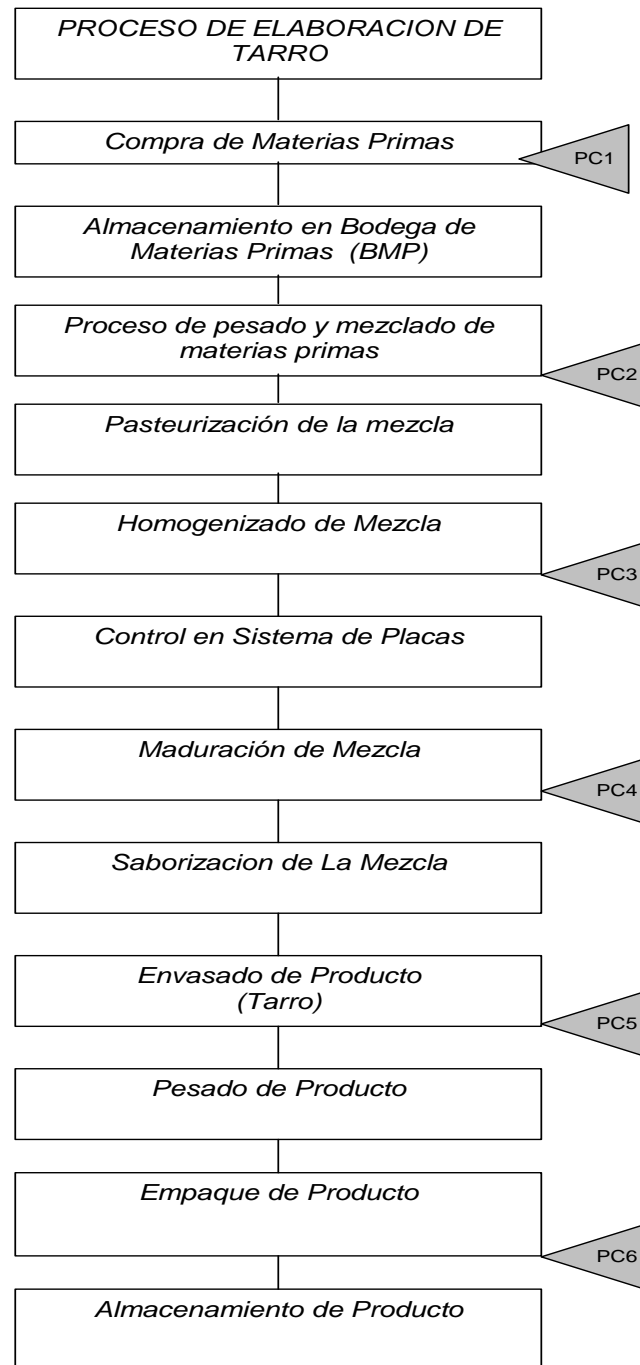 PROCESO DE ELABORACION DE
TARRO
Compra de Materias Primas
PC1
Almacenamiento en Bodega de
Materias Primas (BMP)
Proceso de pesado y mezclado de
materias primas
PC2
Pasteurización de la mezcla
Homogenizado de Mezcla
PC3
Control en Sistema de Placas
Maduración de Mezcla
PC4
Saborizacion de La Mezcla
Envasado de Producto
(Tarro)
PC5
Pesado de Producto
Empaque de Producto
PC6
Almacenamiento de Producto